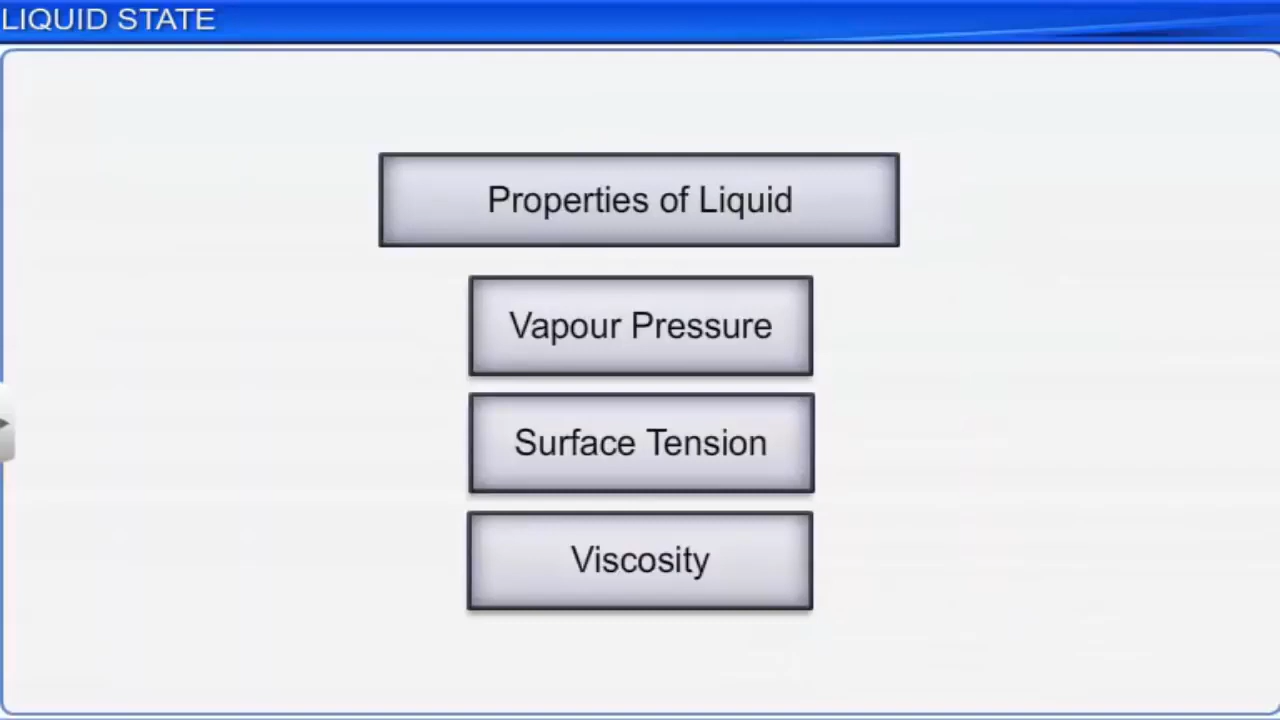 LIQUID STATE
Properties of Liquid
Vapour Pressure
Surface Tension
Viscosity